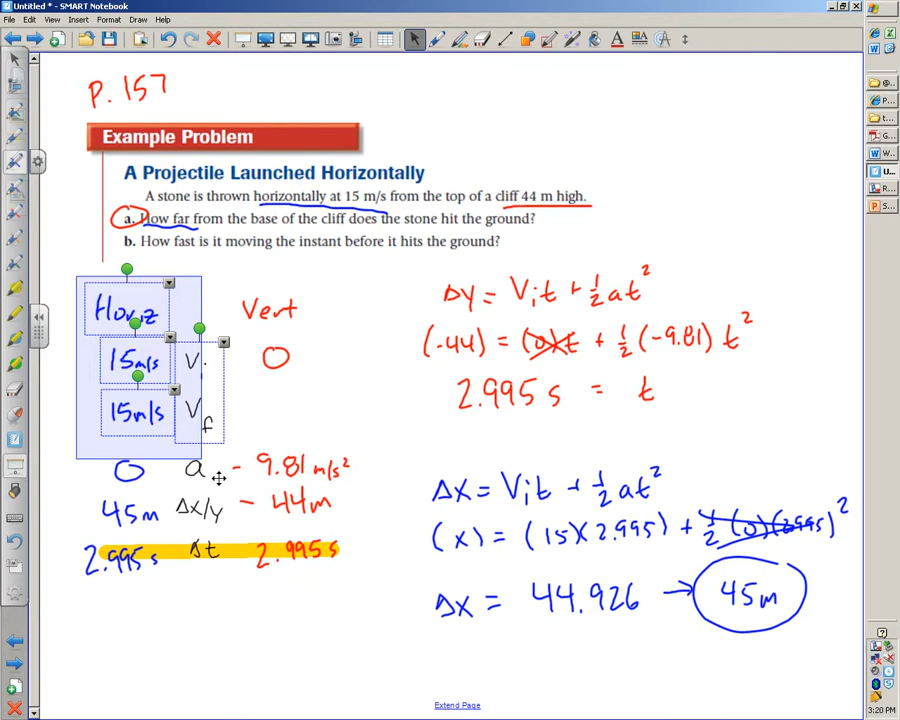 Untitled * - SMART Notebook
File Edit View Insert Format Draw Help
P. 157
Example Problem
A Projectile Launched Horizontally
A stone is thrown horizontally at 15 m/s from the top of a cliff 44 m high.
a. How far from the base of the cliff does the stone hit the ground?
b. How fast is it moving the instant before it hits the ground?
Horiz Vert
15m/s Vi 0
15m/s Vf
0 a - 9.81 m/s²
45m Δx/y - 44m
2.995 s Δt 2.995 s
Δy = Vit + ½at²
(-44) = (0)t + ½(-9.81) t²
2.995 s = t
Δx = Vit + ½at²
(x) = (15)(2.995) + ½(0)(2.995)²
Δx = 44.926 → 45m
Extend Page
3:20 PM